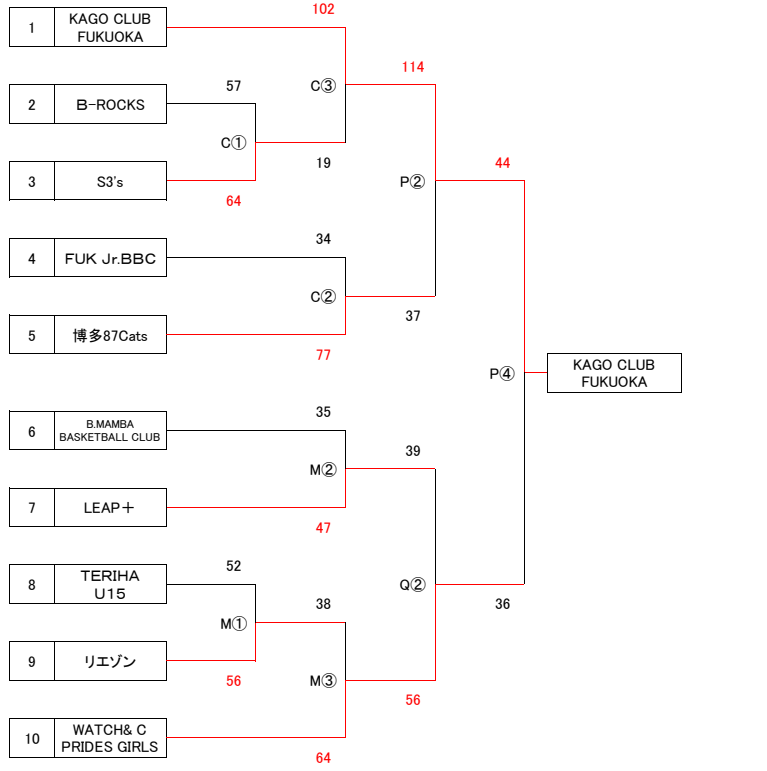 102
1
KAGO CLUB
FUKUOKA
114
C③
57
2
B-ROCKS
C①
19
44
P②
3
S3's
64
34
4
FUK Jr.BBC
C②
37
5
博多87Cats
77
P④
KAGO CLUB
FUKUOKA
35
6
B.MAMBA
BASKETBALL CLUB
39
M②
7
LEAP+
47
52
8
TERIHA
U15
Q②
38
36
M①
9
リエゾン
56
M③
56
10
WATCH& C
PRIDES GIRLS
64